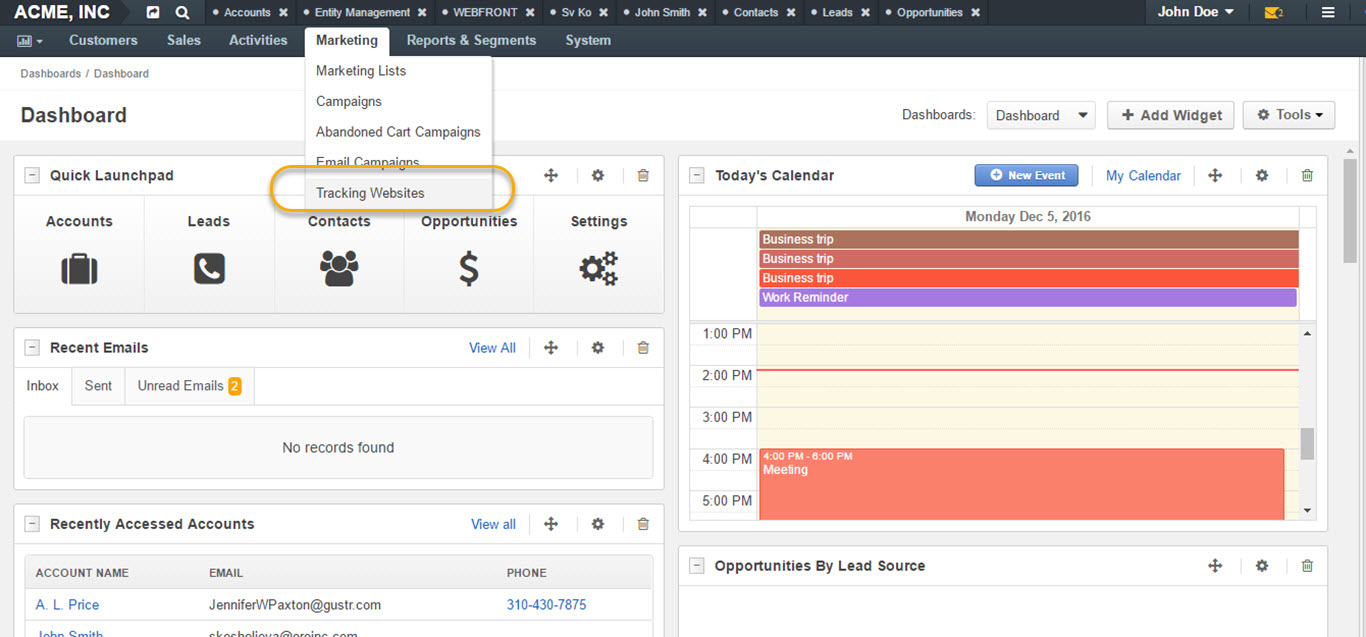 ACME, INC Accounts Entity Management WEBFRONT Sv Ko John Smith Contacts Leads Opportunities John Doe 2
Customers Sales Activities Marketing Reports & Segments System
Marketing Lists
Campaigns
Abandoned Cart Campaigns
Email Campaigns
Tracking Websites
Dashboards / Dashboard
Dashboard
Dashboards: Dashboard Add Widget Tools
Quick Launchpad
Accounts Leads Contacts Opportunities Settings
Recent Emails View All
Inbox Sent Unread Emails 2
No records found
Recently Accessed Accounts View all
ACCOUNT NAME EMAIL PHONE
A. L. Price JenniferWPaxton@gustr.com 310-430-7875
John Smith
Today's Calendar New Event My Calendar
Monday Dec 5, 2016
Business trip
Business trip
Business trip
Work Reminder
1:00 PM
2:00 PM
3:00 PM
4:00 PM 4:00 PM - 6:00 PM
Meeting
5:00 PM
Opportunities By Lead Source